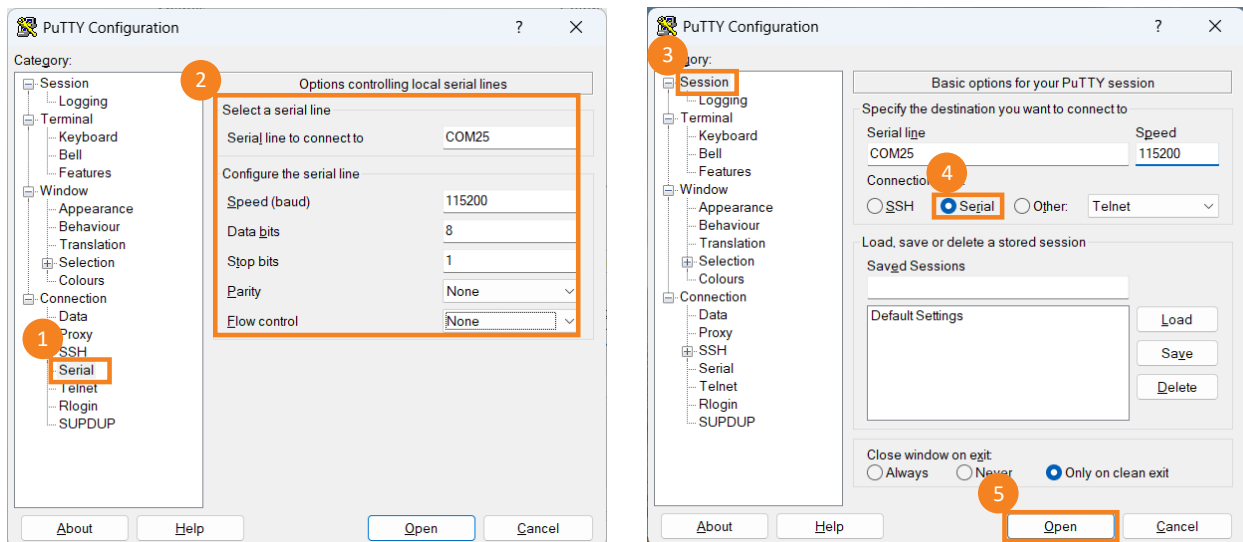 PuTTY Configuration ? ×
Category:
Session
Logging
Terminal
Keyboard
Bell
Features
Window
Appearance
Behaviour
Translation
Selection
Colours
Connection
Data
Proxy
SSH
Serial
Telnet
Rlogin
SUPDUP
1
2
Options controlling local serial lines
Select a serial line
Serial line to connect to COM25
Configure the serial line
Speed (baud) 115200
Data bits 8
Stop bits 1
Parity None
Flow control None
About Help Open Cancel
PuTTY Configuration ? ×
3
gory:
Session
Logging
Terminal
Keyboard
Bell
Features
Window
Appearance
Behaviour
Translation
Selection
Colours
Connection
Data
Proxy
SSH
Serial
Telnet
Rlogin
SUPDUP
Basic options for your PuTTY session
Specify the destination you want to connect to
Serial line Speed
COM25 115200
Connection
4
SSH Serial Other: Telnet
Load, save or delete a stored session
Saved Sessions
Default Settings
Load
Save
Delete
Close window on exit:
Always Never Only on clean exit
5
About Help Open Cancel